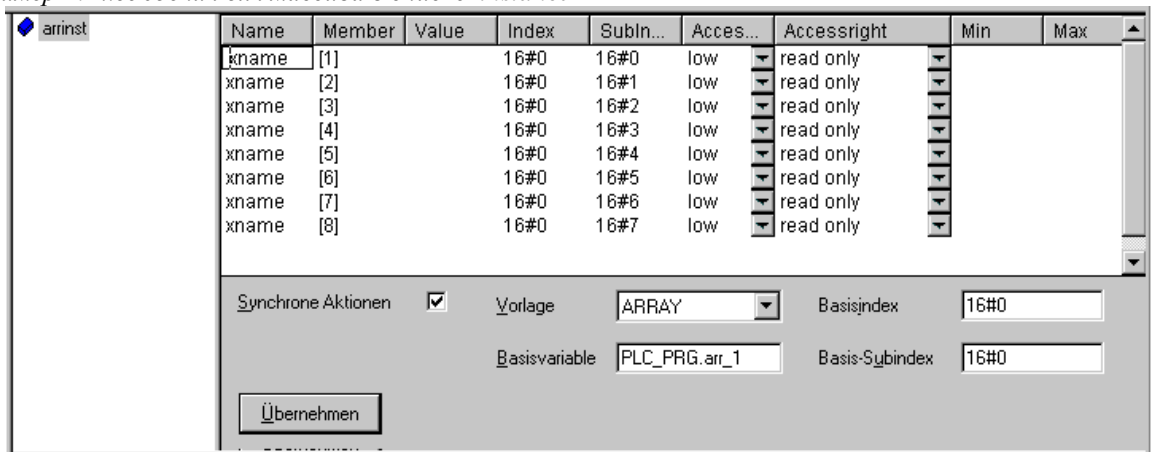 arrinst
Name Member Value Index SubIn... Acces... Accessright Min Max
xname [1] 16#0 16#0 low read only
xname [2] 16#0 16#1 low read only
xname [3] 16#0 16#2 low read only
xname [4] 16#0 16#3 low read only
xname [5] 16#0 16#4 low read only
xname [6] 16#0 16#5 low read only
xname [7] 16#0 16#6 low read only
xname [8] 16#0 16#7 low read only
Synchrone Aktionen Vorlage ARRAY Basisindex 16#0
Basisvariable PLC_PRG.arr_1 Basis-Subindex 16#0
Übernehmen